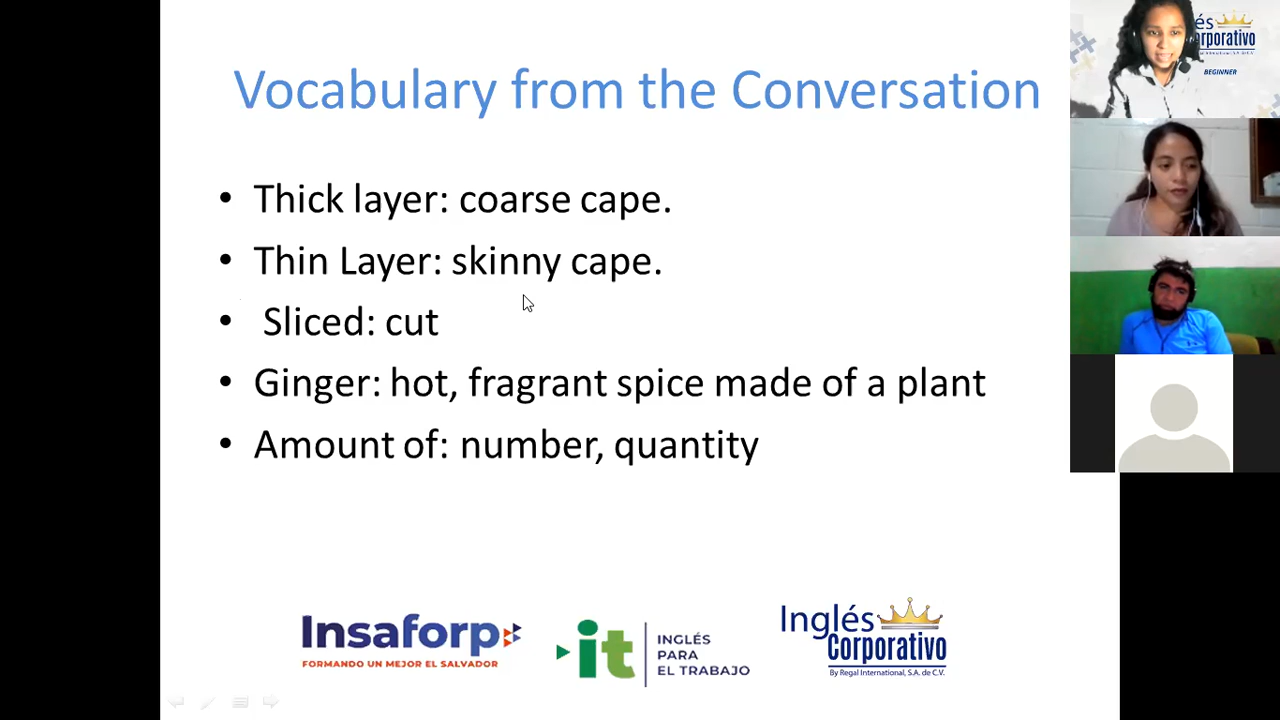 Vocabulary from the Conversation
• Thick layer: coarse cape.
• Thin Layer: skinny cape.
• Sliced: cut
• Ginger: hot, fragrant spice made of a plant
• Amount of: number, quantity
Insaforp
FORMANDO UN MEJOR EL SALVADOR
it
INGLÉS
PARA
EL TRABAJO
Inglés
Corporativo
By Regal International, S.A. de C.V.
és
rporativo
BEGINNER